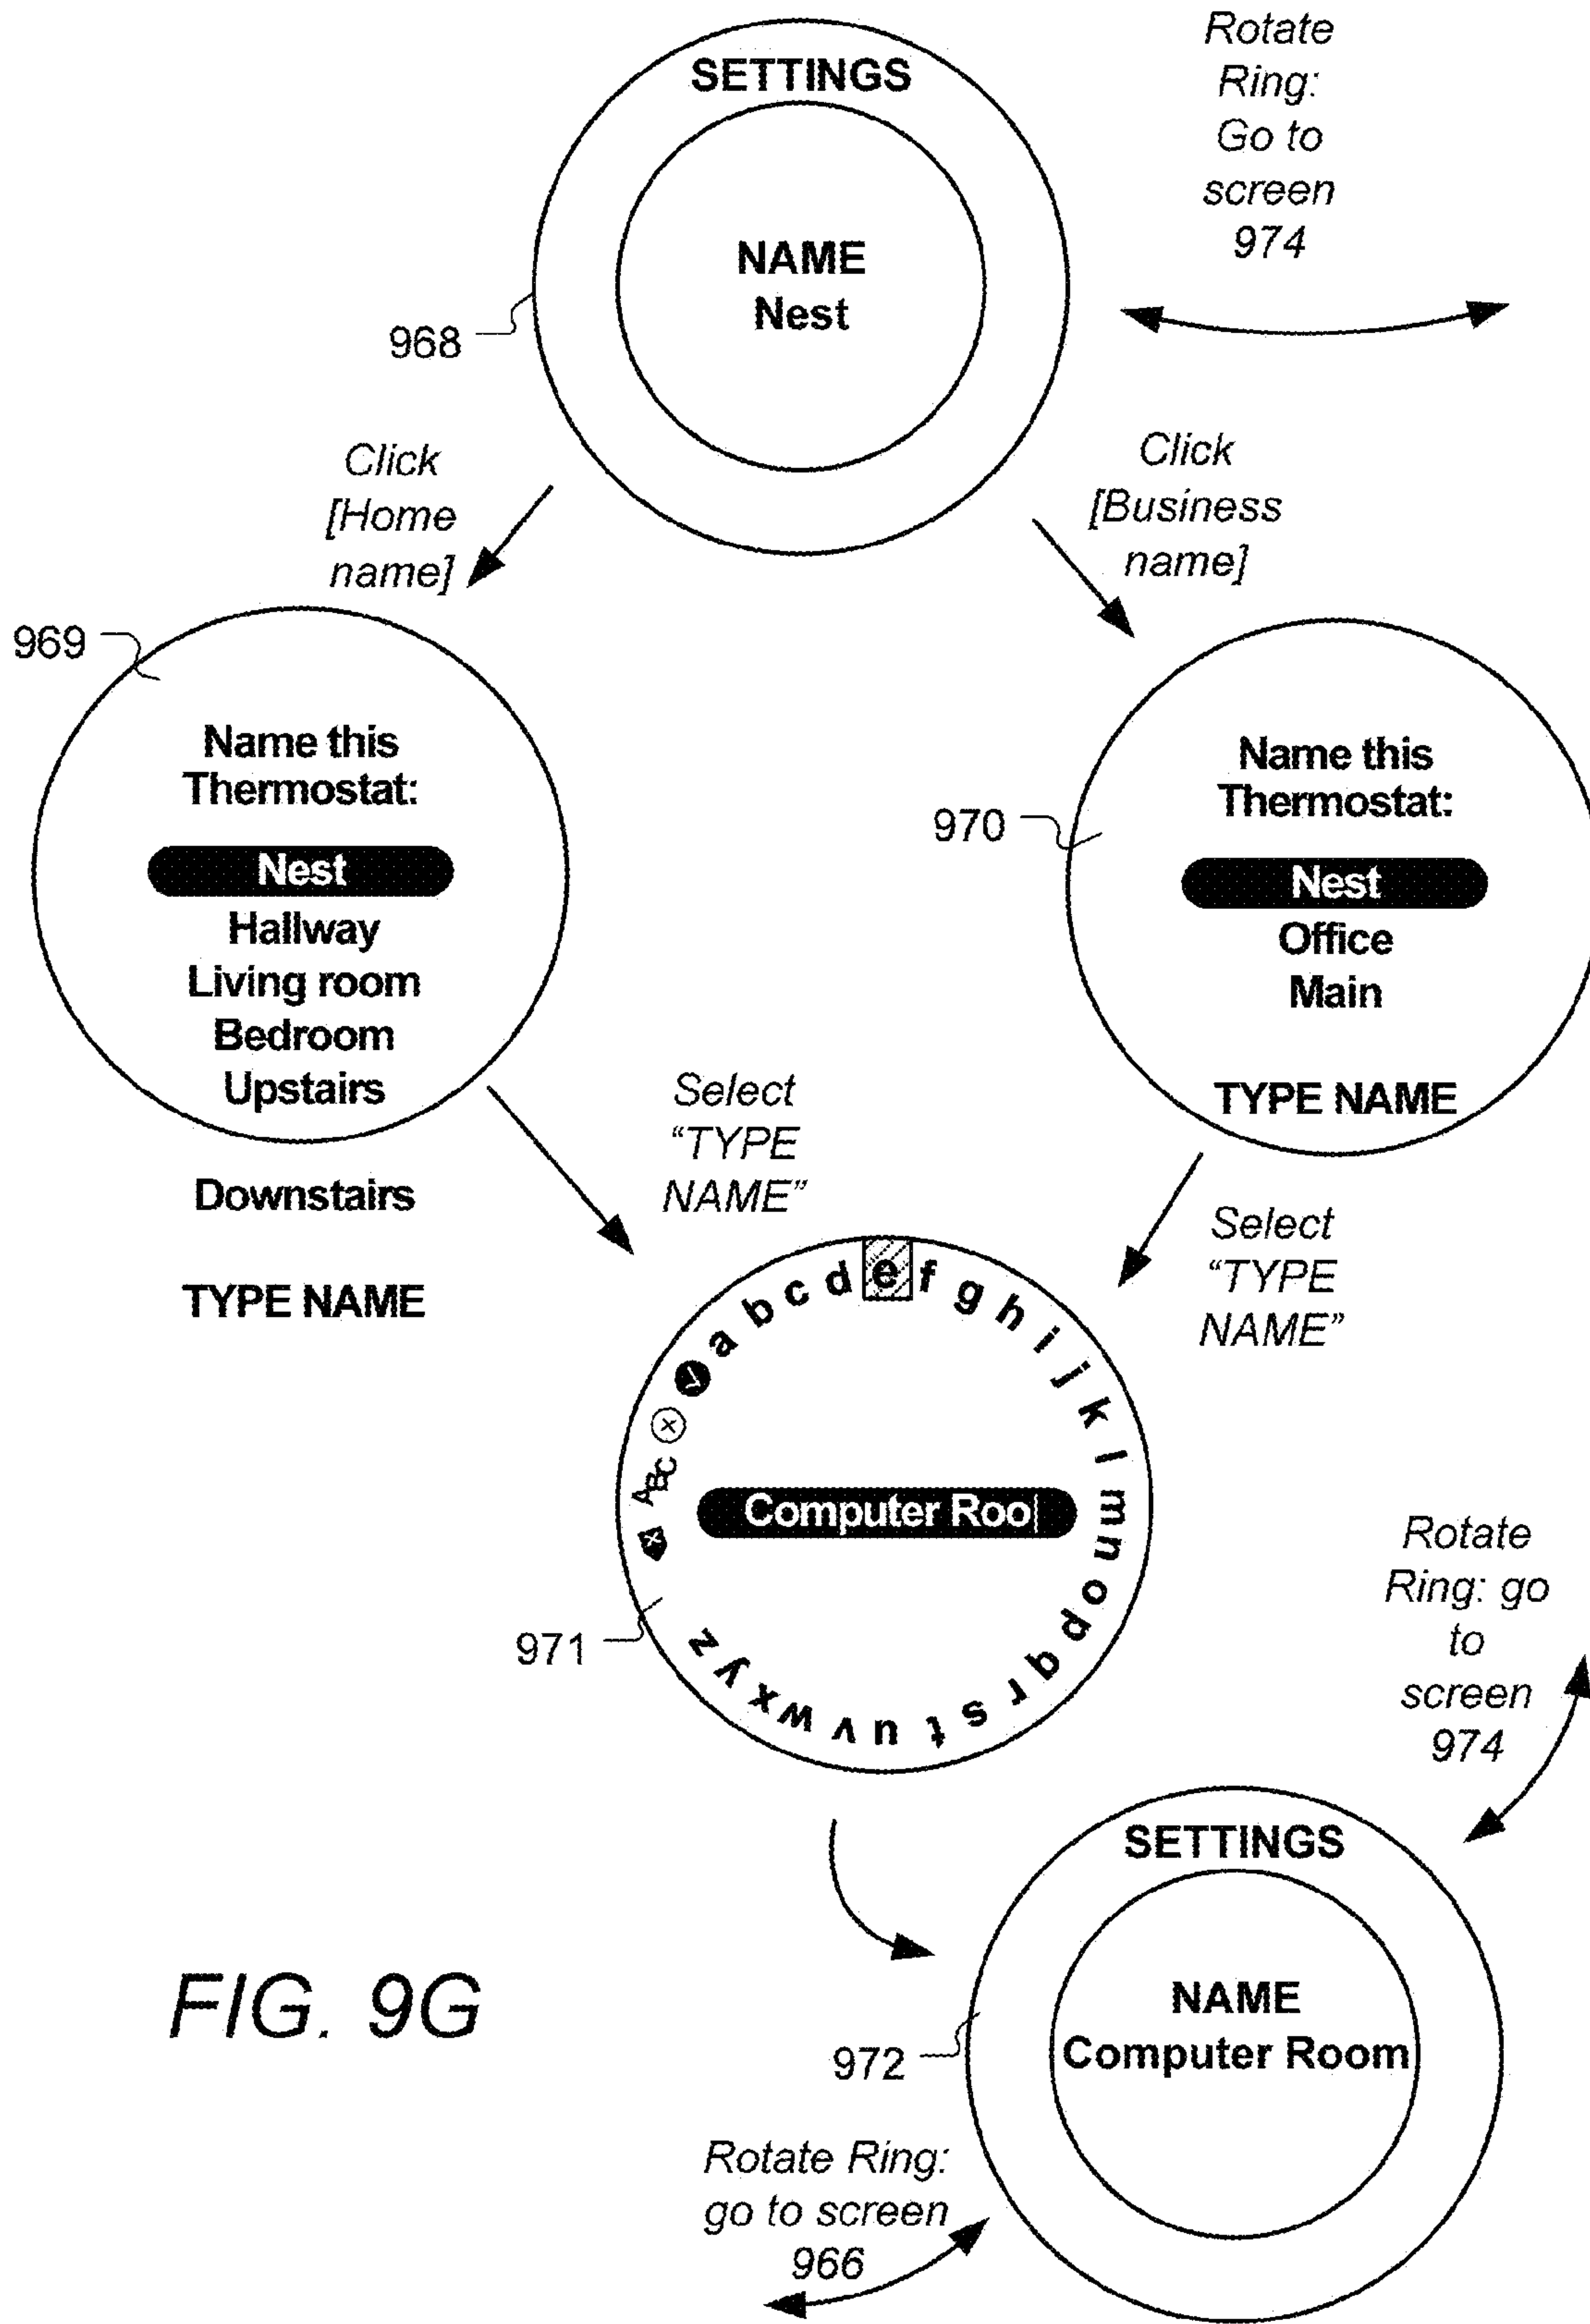 SETTINGS
NAME
Nest
968
Rotate
Ring:
Go to
screen
974
Click
[Home
name]
Click
[Business
name]
969
Name this
Thermostat:
Nest
Hallway
Living room
Bedroom
Upstairs
Downstairs
TYPE NAME
970
Name this
Thermostat:
Nest
Office
Main
TYPE NAME
Select
“TYPE
NAME”
Select
“TYPE
NAME”
a b c d e f g h i j k l m n o p q r s t u v w x y z
ABC
Computer Roo
971
Rotate
Ring: go
to
screen
974
SETTINGS
NAME
Computer Room
972
Rotate Ring:
go to screen
966
FIG. 9G